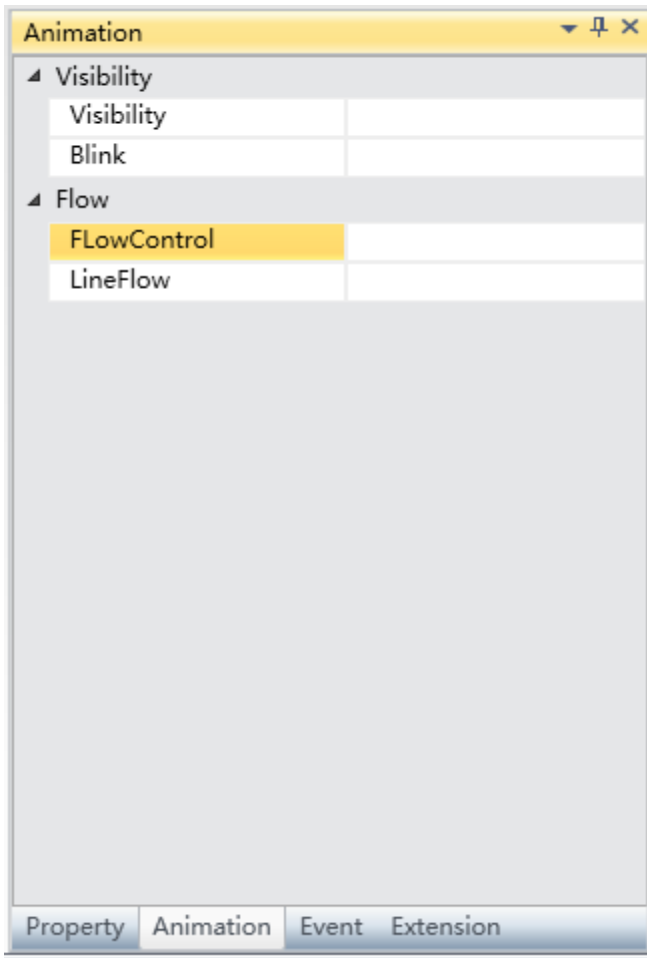 Animation
Visibility
Visibility
Blink
Flow
FLowControl
LineFlow
Property Animation Event Extension